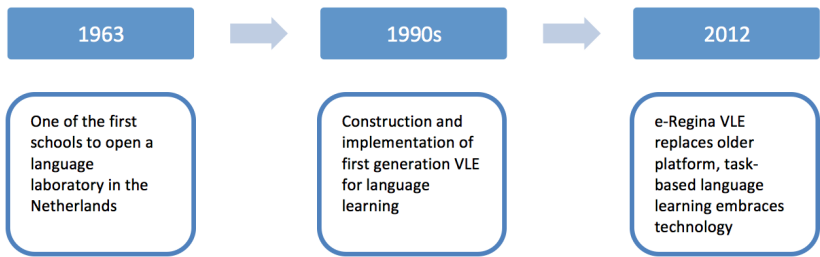 1963
One of the first
schools to open a
language
laboratory in the
Netherlands
1990s
Construction and
implementation of
first generation VLE
for language
learning
2012
e-Regina VLE
replaces older
platform, task-
based language
learning embraces
technology